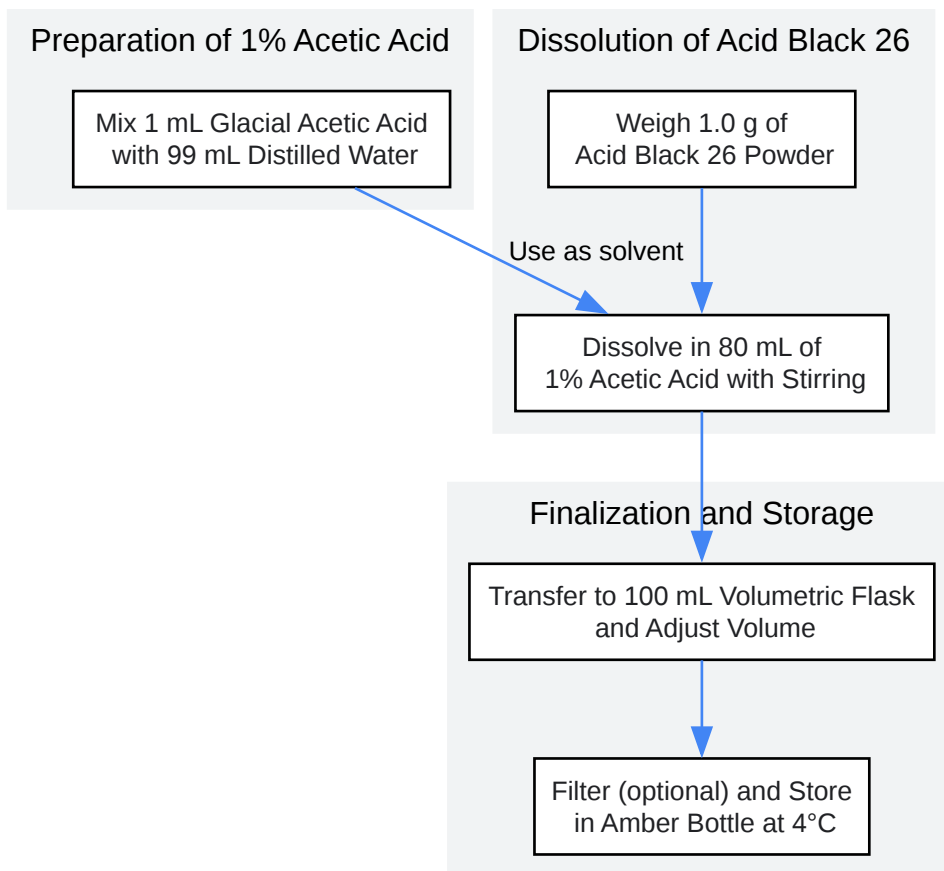 Preparation of 1% Acetic Acid
Mix 1 mL Glacial Acetic Acid
with 99 mL Distilled Water
Dissolution of Acid Black 26
Weigh 1.0 g of
Acid Black 26 Powder
Use as solvent
Dissolve in 80 mL of
1% Acetic Acid with Stirring
Finalization and Storage
Transfer to 100 mL Volumetric Flask
and Adjust Volume
Filter (optional) and Store
in Amber Bottle at 4°C